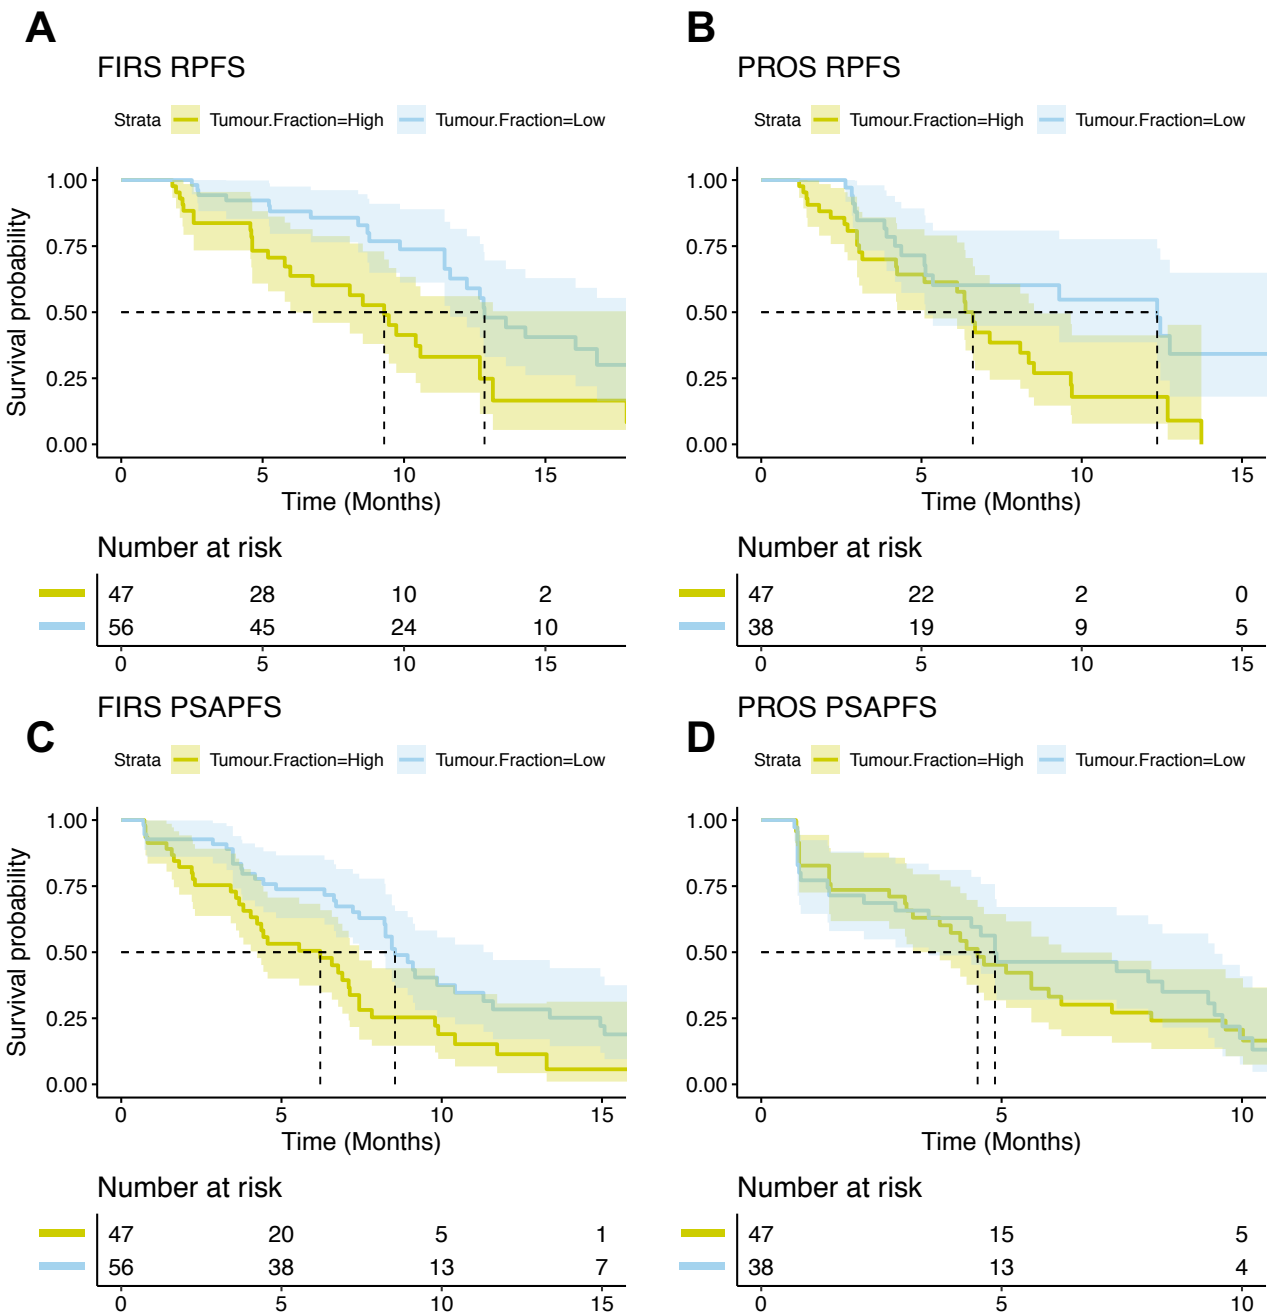 A
FIRS RPFS
Strata Tumour.Fraction=High Tumour.Fraction=Low
1.00
0.75
0.50
0.25
0.00
Survival probability
0 5 10 15
Time (Months)
Number at risk
47 28 10 2
56 45 24 10
0 5 10 15
B
PROS RPFS
Strata Tumour.Fraction=High Tumour.Fraction=Low
1.00
0.75
0.50
0.25
0.00
0 5 10 15
Time (Months)
Number at risk
47 22 2 0
38 19 9 5
0 5 10 15
C
FIRS PSAPFS
Strata Tumour.Fraction=High Tumour.Fraction=Low
1.00
0.75
0.50
0.25
0.00
Survival probability
0 5 10 15
Time (Months)
Number at risk
47 20 5 1
56 38 13 7
0 5 10 15
D
PROS PSAPFS
Strata Tumour.Fraction=High Tumour.Fraction=Low
1.00
0.75
0.50
0.25
0.00
0 5 10
Time (Months)
Number at risk
47 15 5
38 13 4
0 5 10